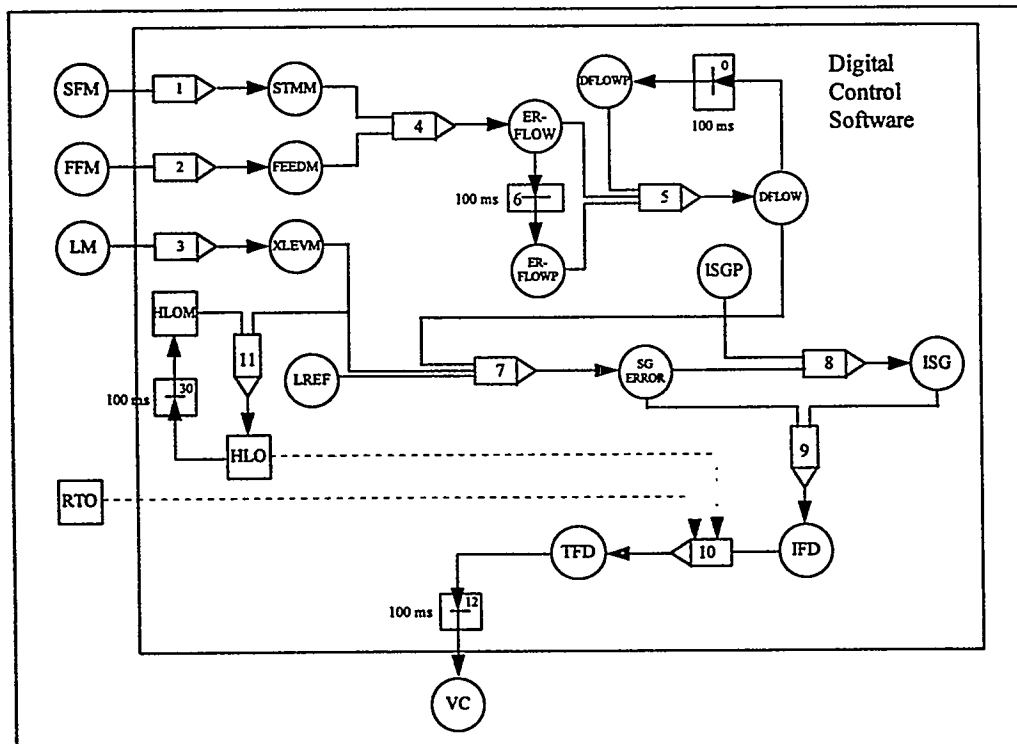 Digital
Control
Software
SFM
1
STMM
DFLOWP
0
100 ms
4
ER-
FLOW
FFM
2
FEEDM
100 ms
6
5
DFLOW
LM
3
XLEVM
ER-
FLOWP
ISGP
HLOM
11
LREF
7
SG
ERROR
8
ISG
100 ms
30
HLO
9
RTO
TFD
10
IFD
100 ms
12
VC